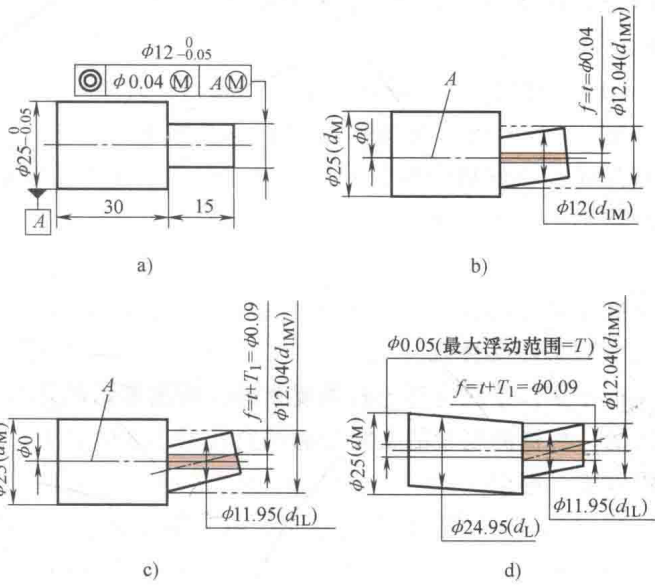 φ12 0 -0.05
◎ φ0.04 Ⓜ A Ⓜ
φ25 0 -0.05
A
30
15
a)
A
φ25(dM)
φ0
f=t=φ0.04
φ12.04(d1MV)
φ12(d1M)
b)
A
φ25(dM)
φ0
f=t+T1=φ0.09
φ12.04(d1MV)
φ11.95(d1L)
c)
φ0.05(最大浮动范围=T)
f=t+T1=φ0.09
φ12.04(d1MV)
φ25(dM)
φ11.95(d1L)
φ24.95(dL)
d)